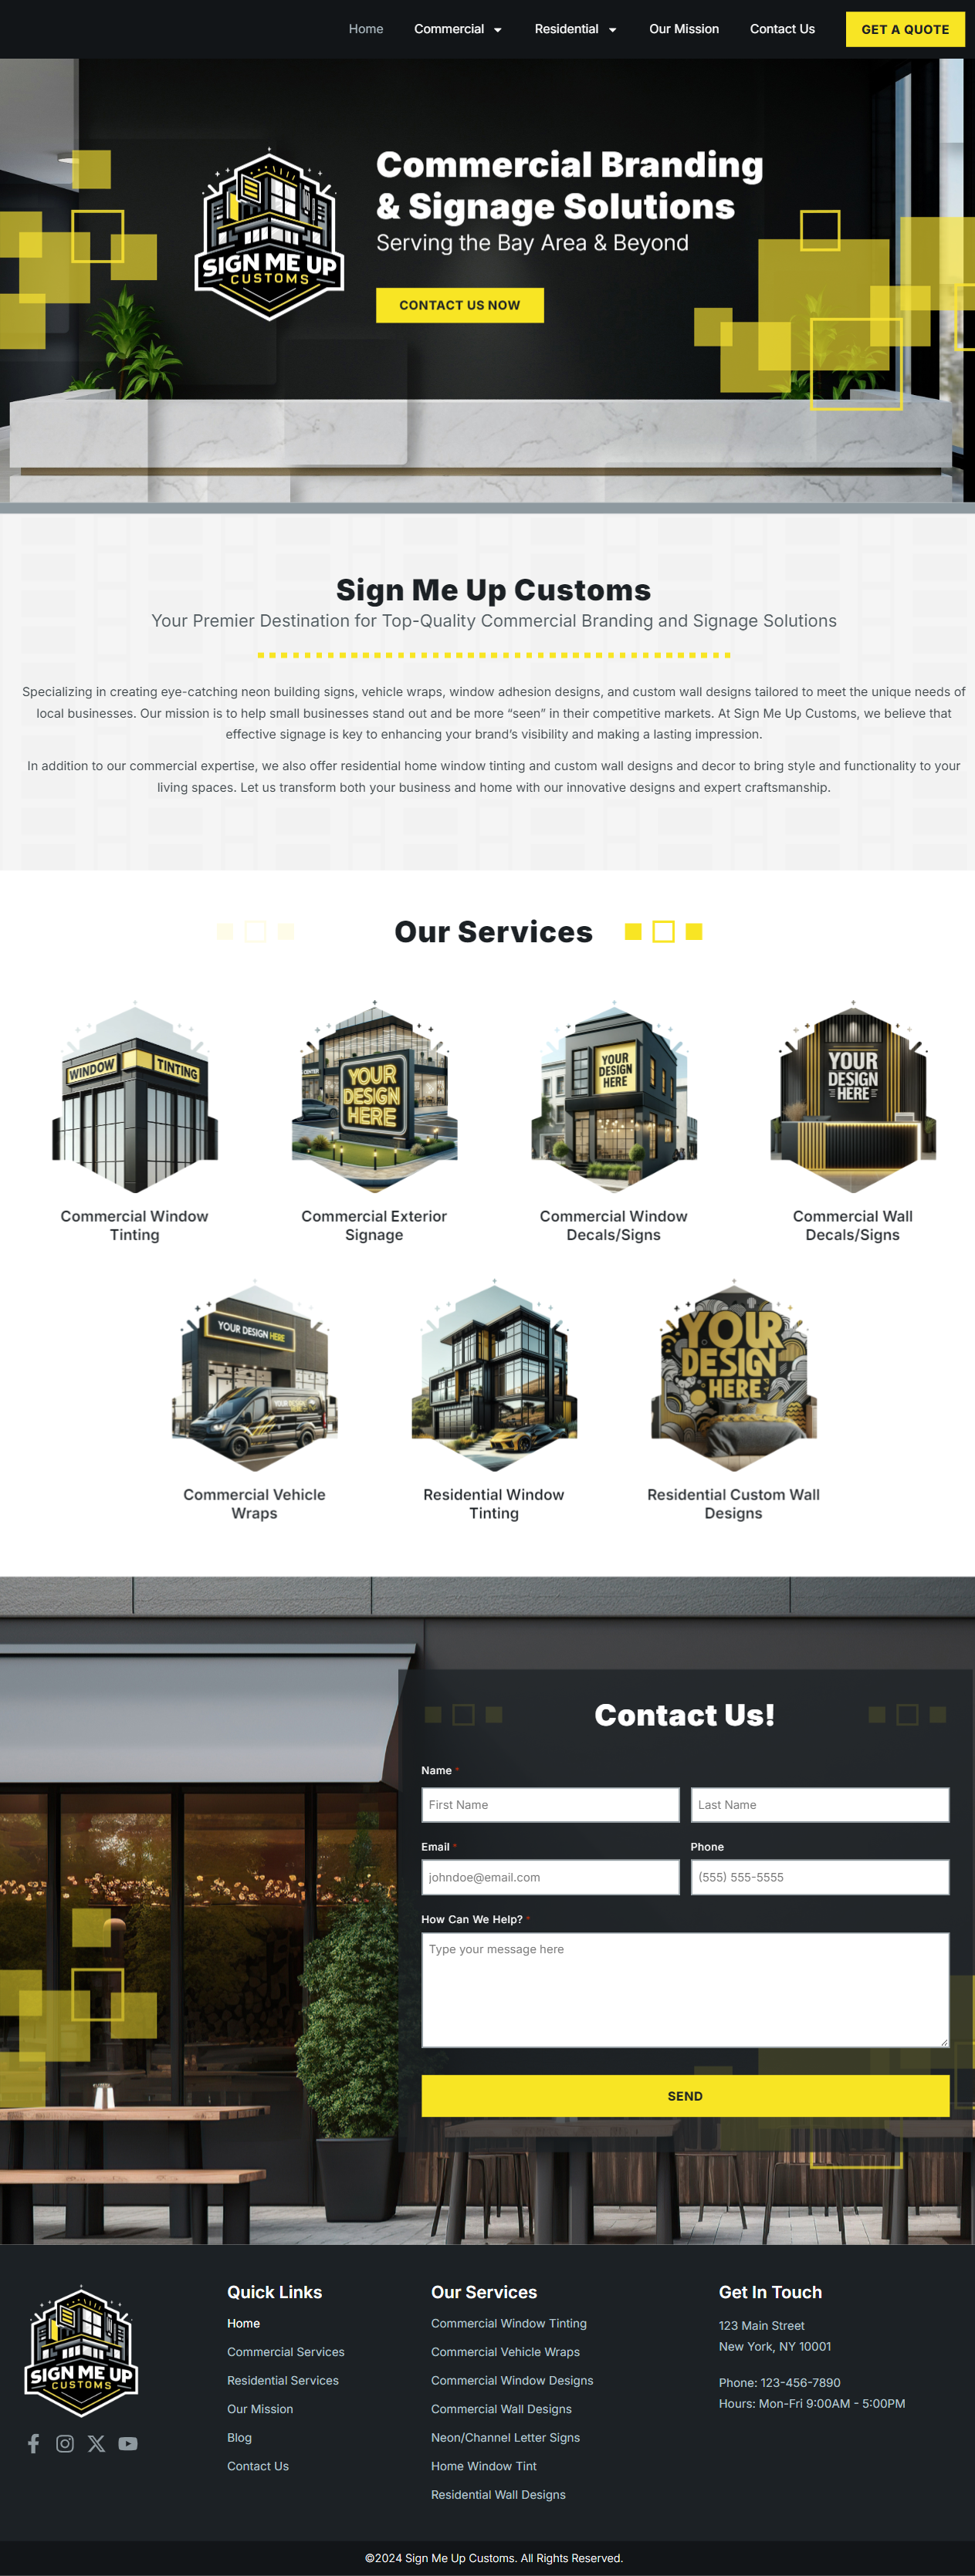 Home Commercial Residential Our Mission Contact Us GET A QUOTE
SIGN ME UP
CUSTOMS
Commercial Branding
& Signage Solutions
Serving the Bay Area & Beyond
CONTACT US NOW
Sign Me Up Customs
Your Premier Destination for Top-Quality Commercial Branding and Signage Solutions
Specializing in creating eye-catching neon building signs, vehicle wraps, window adhesion designs, and custom wall designs tailored to meet the unique needs of
local businesses. Our mission is to help small businesses stand out and be more “seen” in their competitive markets. At Sign Me Up Customs, we believe that
effective signage is key to enhancing your brand’s visibility and making a lasting impression.
In addition to our commercial expertise, we also offer residential home window tinting and custom wall designs and decor to bring style and functionality to your
living spaces. Let us transform both your business and home with our innovative designs and expert craftsmanship.
Our Services
WINDOW TINTING
CENTER
YOUR
DESIGN
HERE
YOUR
DESIGN
HERE
YOUR
DESIGN
HERE
Commercial Window
Tinting
Commercial Exterior
Signage
Commercial Window
Decals/Signs
Commercial Wall
Decals/Signs
YOUR DESIGN HERE
YOUR
DESIGN
HERE
Commercial Vehicle
Wraps
Residential Window
Tinting
Residential Custom Wall
Designs
Contact Us!
Name *
First Name
Last Name
Email *
Phone
johndoe@email.com
(555) 555-5555
How Can We Help? *
Type your message here
SEND
SIGN ME UP
CUSTOMS
Quick Links
Home
Commercial Services
Residential Services
Our Mission
Blog
Contact Us
Our Services
Commercial Window Tinting
Commercial Vehicle Wraps
Commercial Window Designs
Commercial Wall Designs
Neon/Channel Letter Signs
Home Window Tint
Residential Wall Designs
Get In Touch
123 Main Street
New York, NY 10001
Phone: 123-456-7890
Hours: Mon-Fri 9:00AM - 5:00PM
©2024 Sign Me Up Customs. All Rights Reserved.